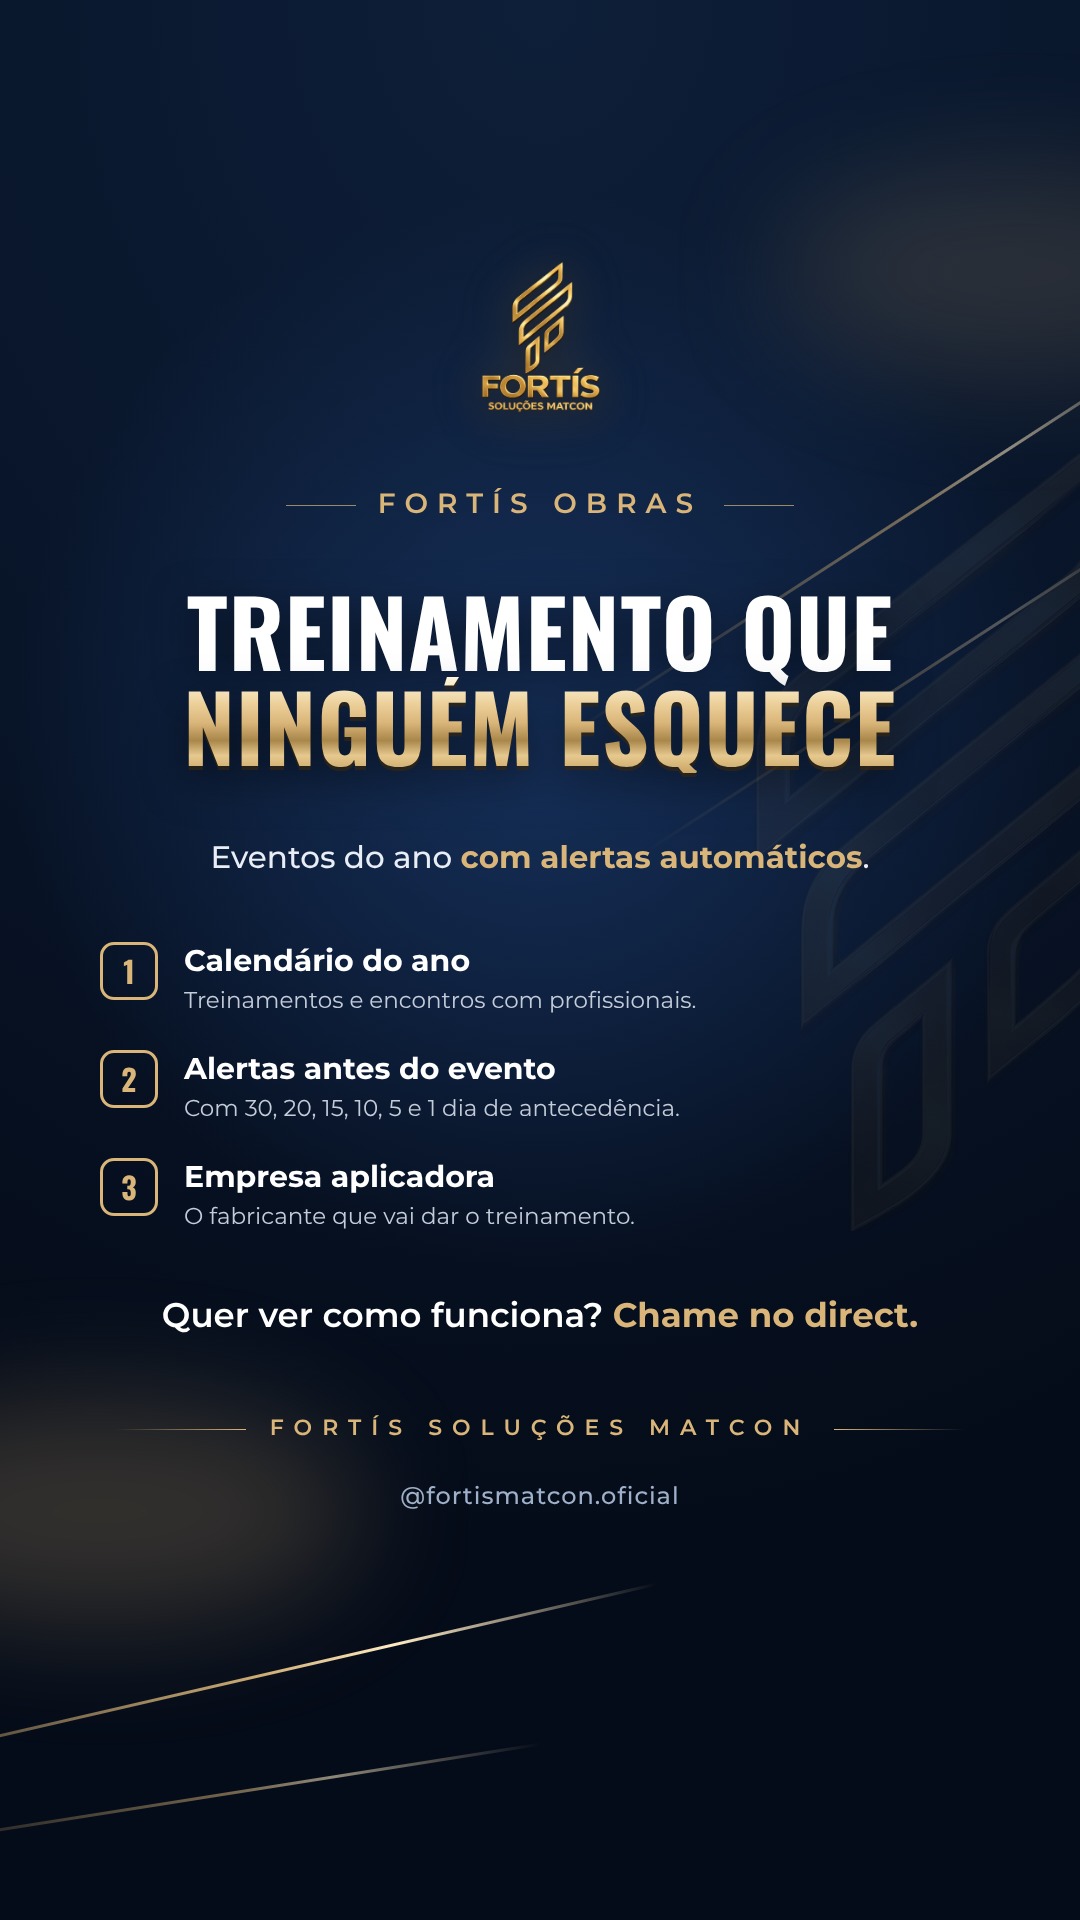 FORTÍS
SOLUÇÕES MATCON
FORTÍS OBRAS
TREINAMENTO QUE
NINGUÉM ESQUECE
Eventos do ano com alertas automáticos.
1
Calendário do ano
Treinamentos e encontros com profissionais.
2
Alertas antes do evento
Com 30, 20, 15, 10, 5 e 1 dia de antecedência.
3
Empresa aplicadora
O fabricante que vai dar o treinamento.
Quer ver como funciona? Chame no direct.
FORTÍS SOLUÇÕES MATCON
@fortismatcon.oficial